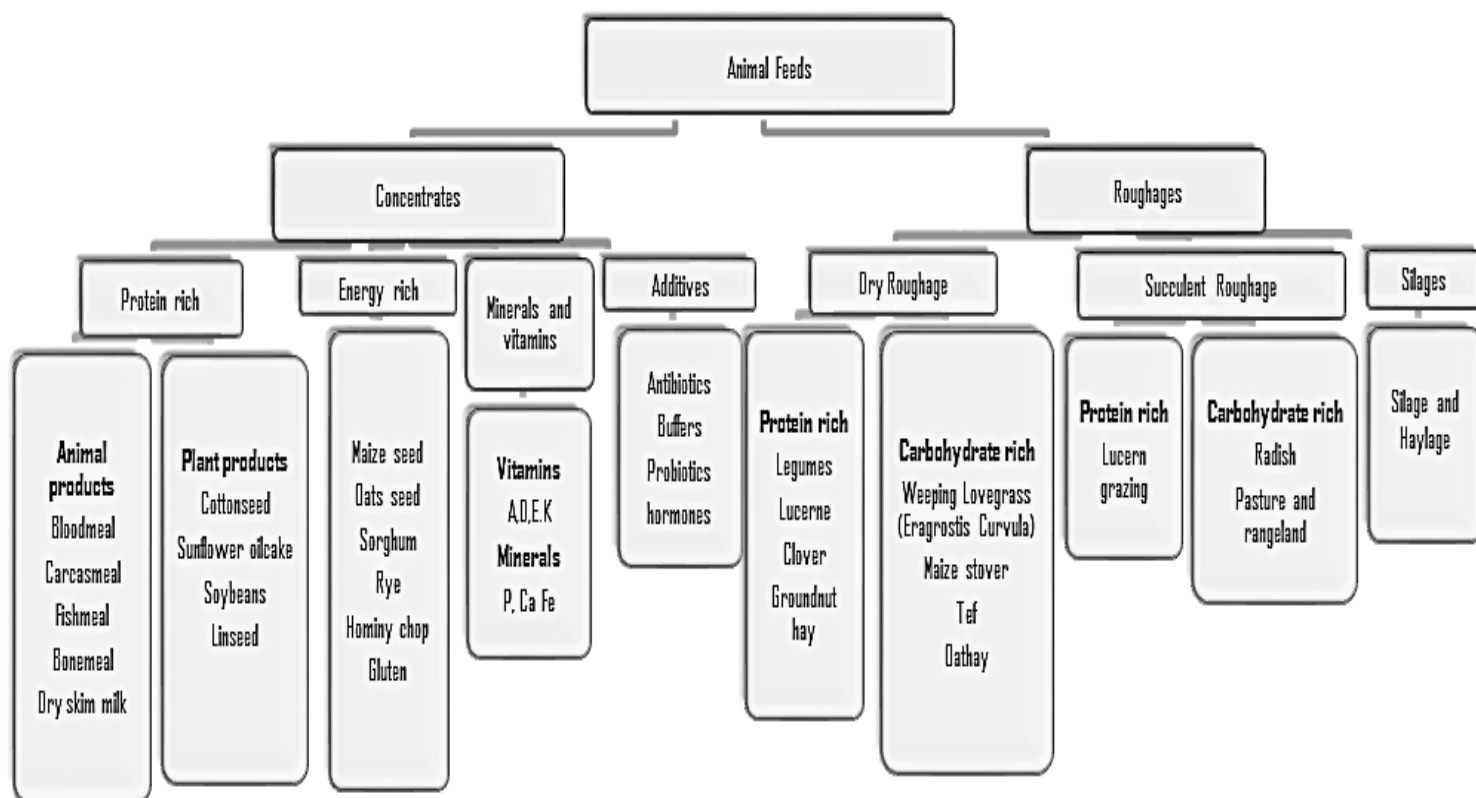 Animal Feeds
Concentrates
Roughages
Protein rich
Energy rich
Minerals and
vitamins
Additives
Dry Roughage
Succulent Roughage
Silages
Animal
products
Bloodmeal
Carcasmeal
Fishmeal
Bonemeal
Dry skim milk
Plant products
Cottonseed
Sunflower oilcake
Soybeans
Linseed
Maize seed
Oats seed
Sorghum
Rye
Hominy chop
Gluten
Vitamins
A,D,E.K
Minerals
P, Ca Fe
Antibiotics
Buffers
Probiotics
hormones
Protein rich
Legumes
Lucerne
Clover
Groundnut
hay
Carbohydrate rich
Weeping Lovegrass
(Eragrostis Curvula)
Maize stover
Tef
Oathay
Protein rich
Lucern
grazing
Carbohydrate rich
Radish
Pasture and
rangeland
Silage and
Haylage